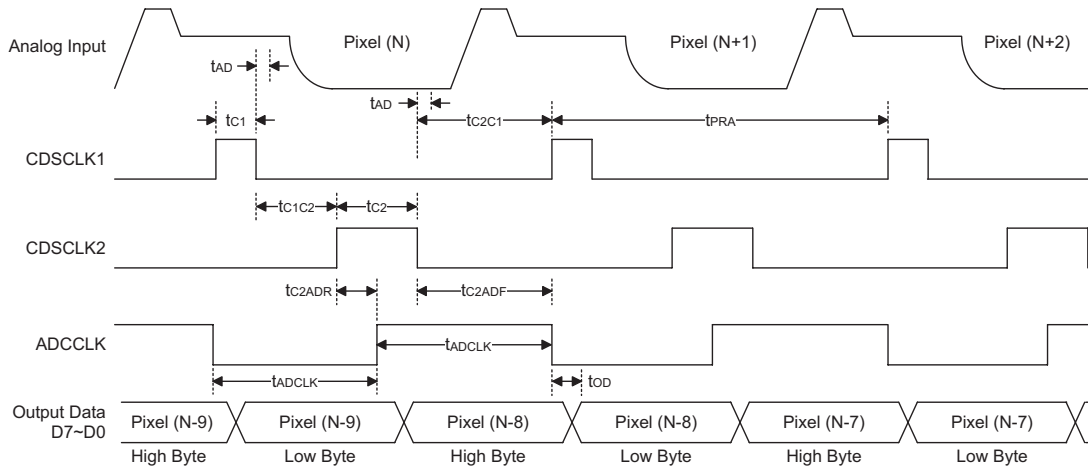 Analog Input
Pixel (N)
Pixel (N+1)
Pixel (N+2)
tAD
tAD
tC1
tC2C1
tPRA
CDSCLK1
tC1C2
tC2
CDSCLK2
tC2ADR
tC2ADF
ADCCLK
tADCLK
tADCLK
tOD
Output Data
D7~D0
Pixel (N-9)
Pixel (N-9)
Pixel (N-8)
Pixel (N-8)
Pixel (N-7)
Pixel (N-7)
High Byte
Low Byte
High Byte
Low Byte
High Byte
Low Byte